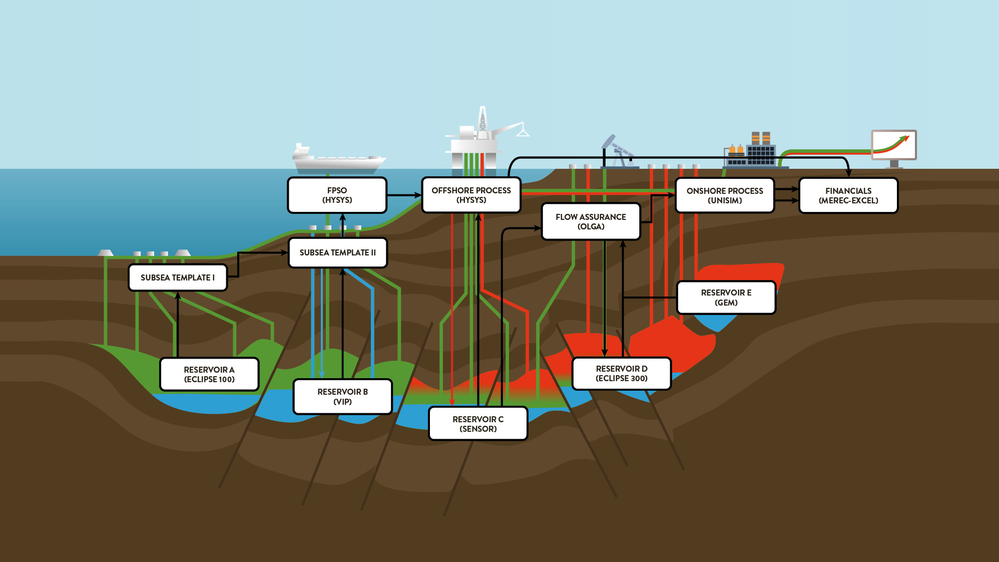 FPSO
(HYSYS)
OFFSHORE PROCESS
(HYSYS)
ONSHORE PROCESS
(UNISIM)
FINANCIALS
(MEREC-EXCEL)
FLOW ASSURANCE
(OLGA)
SUBSEA TEMPLATE II
SUBSEA TEMPLATE I
RESERVOIR E
(GEM)
RESERVOIR A
(ECLIPSE 100)
RESERVOIR D
(ECLIPSE 300)
RESERVOIR B
(VIP)
RESERVOIR C
(SENSOR)